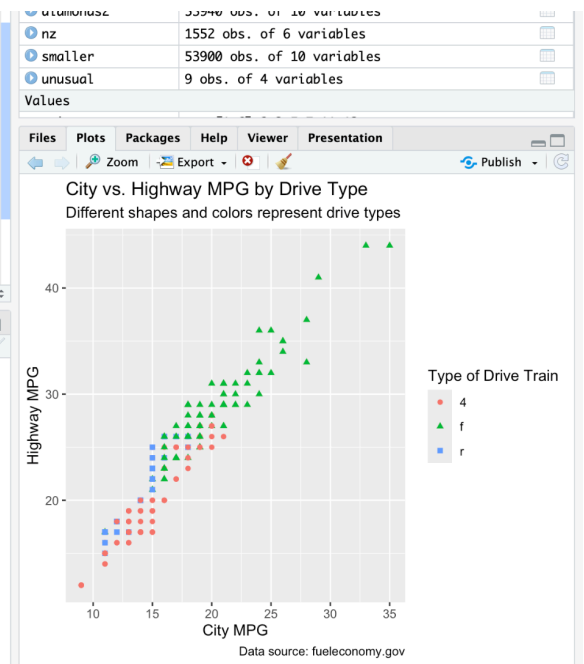 nz 1552 obs. of 6 variables
smaller 53900 obs. of 10 variables
unusual 9 obs. of 4 variables
Values
Files Plots Packages Help Viewer Presentation
Zoom Export Publish
City vs. Highway MPG by Drive Type
Different shapes and colors represent drive types
40
30
20
Highway MPG
10 15 20 25 30 35
City MPG
Type of Drive Train
4
f
r
Data source: fueleconomy.gov